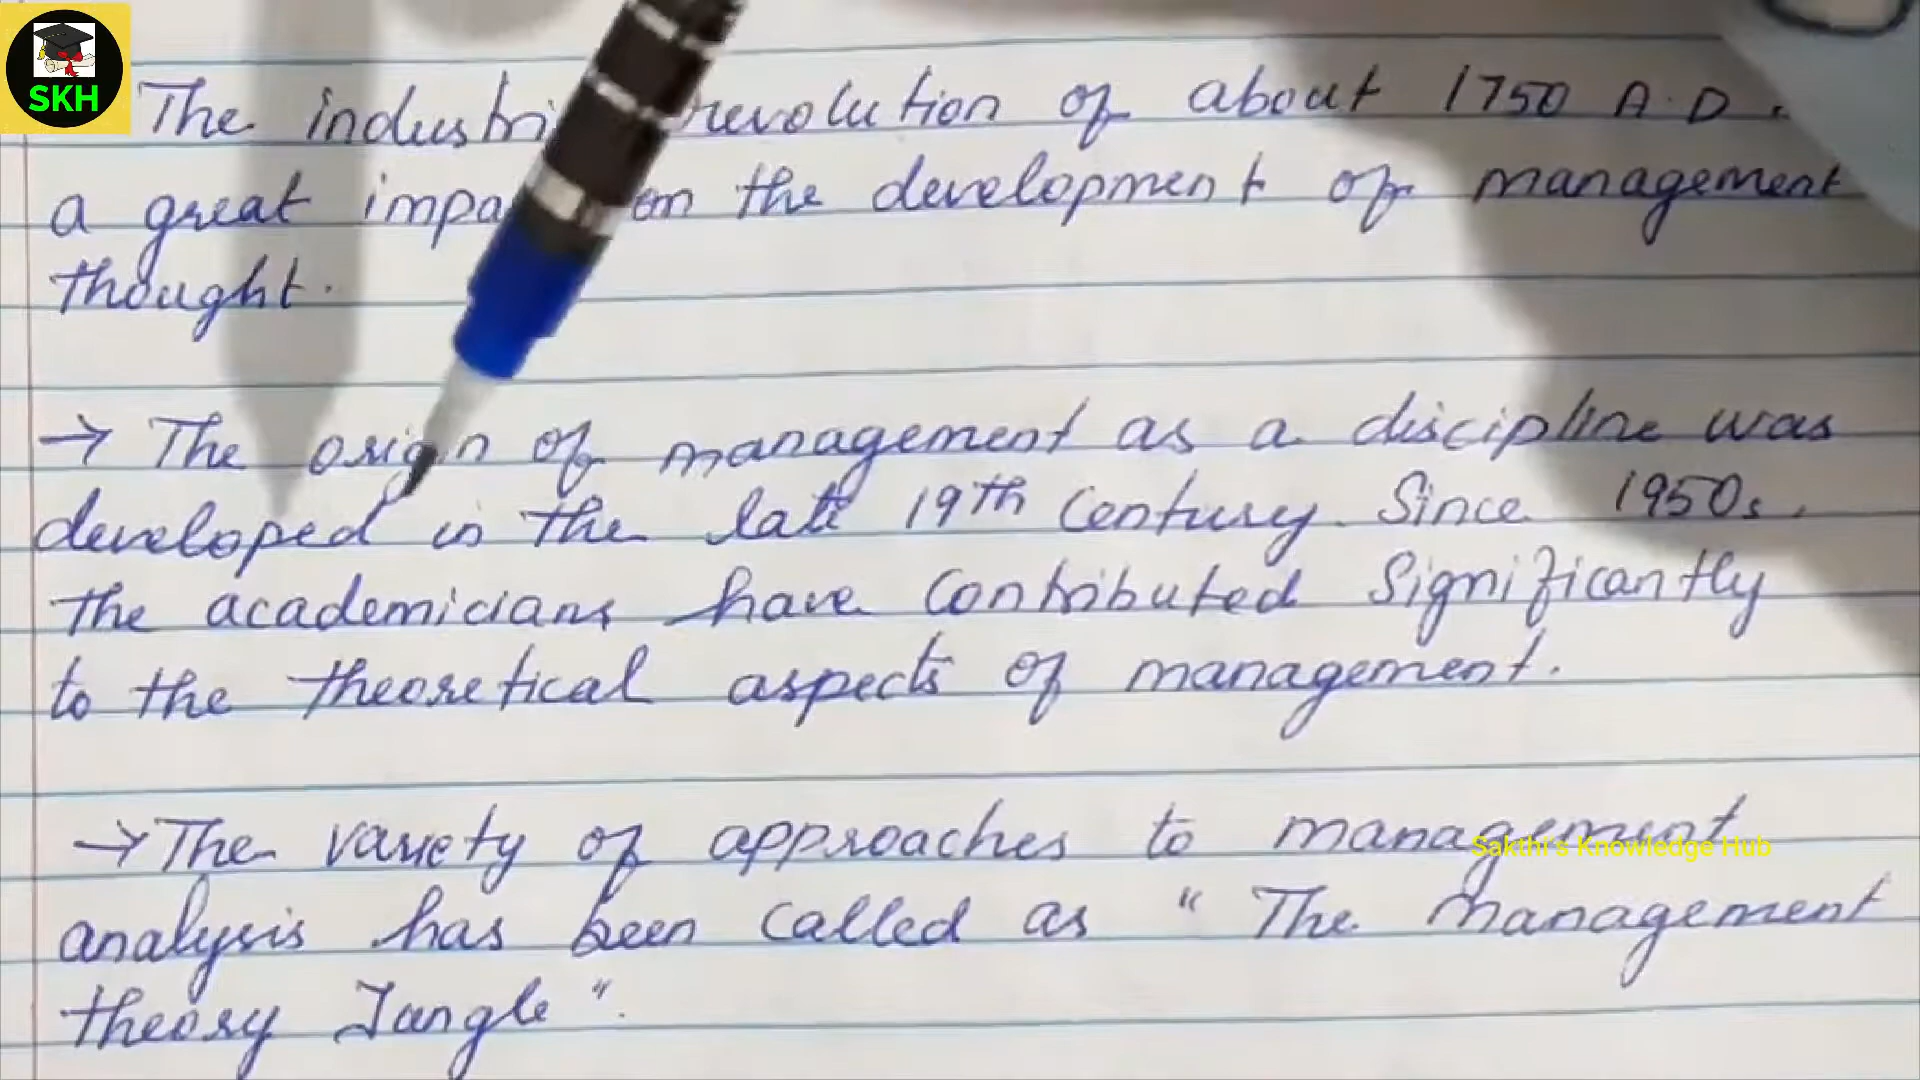 SKH
The industri revolution of about 1750 A.D.
a great impa on the development of management
thought.
→ The origin of management as a discipline was
developed in the late 19th Century. Since 1950s.
the academicians have contributed Significantly
to the theoretical aspects of management.
→ The variety of approaches to management
Sakthi's Knowledge Hub
analysis has been called as " The management
theory Jangle ".